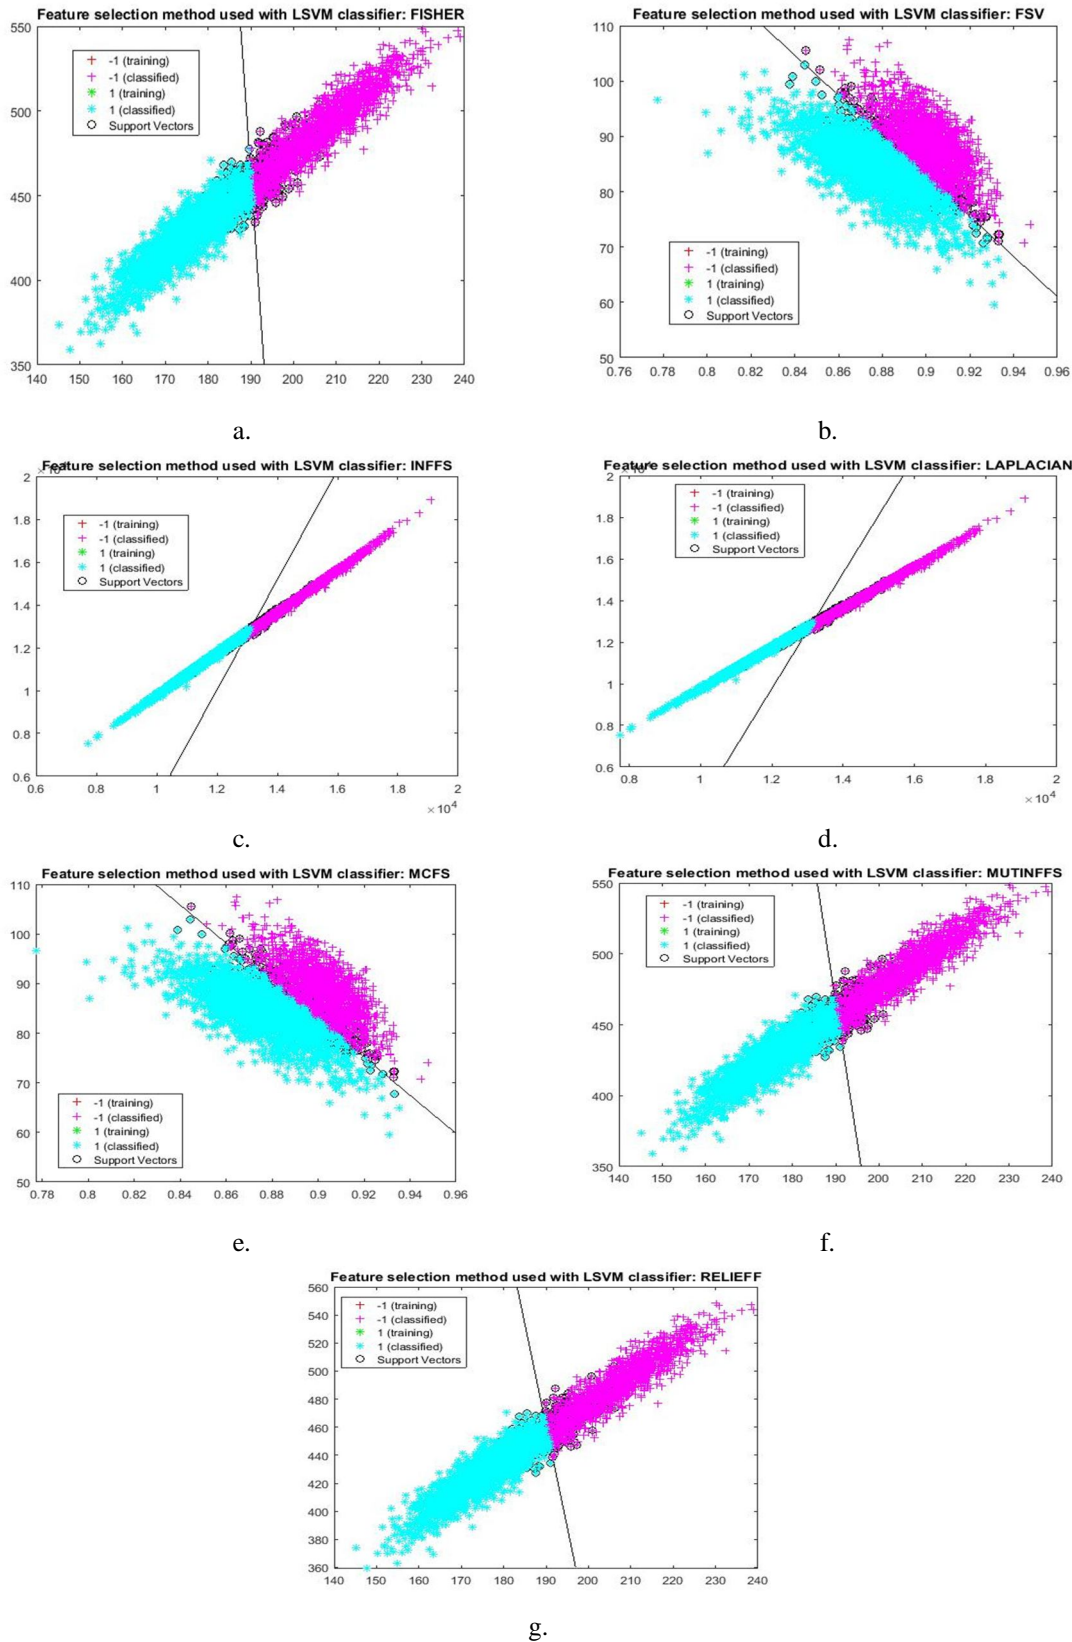 Feature selection method used with LSVM classifier: FISHER
550
500
450
400
350
-1 (training)
-1 (classified)
1 (training)
1 (classified)
Support Vectors
140 150 160 170 180 190 200 210 220 230 240
a.
Feature selection method used with LSVM classifier: FSV
110
100
90
80
70
60
50
-1 (training)
-1 (classified)
1 (training)
1 (classified)
Support Vectors
0.76 0.78 0.8 0.82 0.84 0.86 0.88 0.9 0.92 0.94 0.96
b.
Feature selection method used with LSVM classifier: INFFS
2
1.8
1.6
1.4
1.2
1
0.8
0.6
-1 (training)
-1 (classified)
1 (training)
1 (classified)
Support Vectors
0.6 0.8 1 1.2 1.4 1.6 1.8 2
×10⁴
c.
Feature selection method used with LSVM classifier: LAPLACIAN
2
1.8
1.6
1.4
1.2
1
0.8
0.6
-1 (training)
-1 (classified)
1 (training)
1 (classified)
Support Vectors
0.8 1 1.2 1.4 1.6 1.8 2
×10⁴
d.
Feature selection method used with LSVM classifier: MCFS
110
100
90
80
70
60
50
-1 (training)
-1 (classified)
1 (training)
1 (classified)
Support Vectors
0.78 0.8 0.82 0.84 0.86 0.88 0.9 0.92 0.94 0.96
e.
Feature selection method used with LSVM classifier: MUTINFFS
550
500
450
400
350
-1 (training)
-1 (classified)
1 (training)
1 (classified)
Support Vectors
140 150 160 170 180 190 200 210 220 230 240
f.
Feature selection method used with LSVM classifier: RELIEFF
560
540
520
500
480
460
440
420
400
380
360
-1 (training)
-1 (classified)
1 (training)
1 (classified)
Support Vectors
140 150 160 170 180 190 200 210 220 230 240
g.